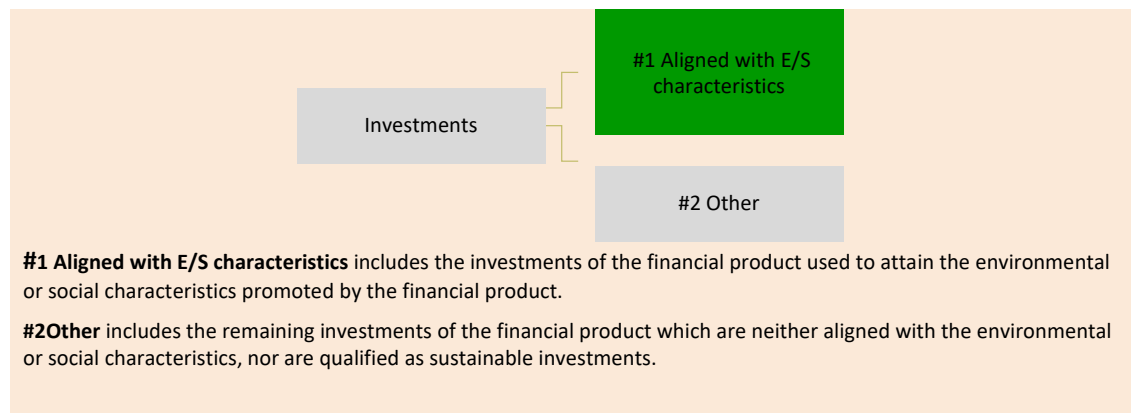 #1 Aligned with E/S
characteristics
Investments
#2 Other
#1 Aligned with E/S characteristics includes the investments of the financial product used to attain the environmental
or social characteristics promoted by the financial product.
#2Other includes the remaining investments of the financial product which are neither aligned with the environmental
or social characteristics, nor are qualified as sustainable investments.